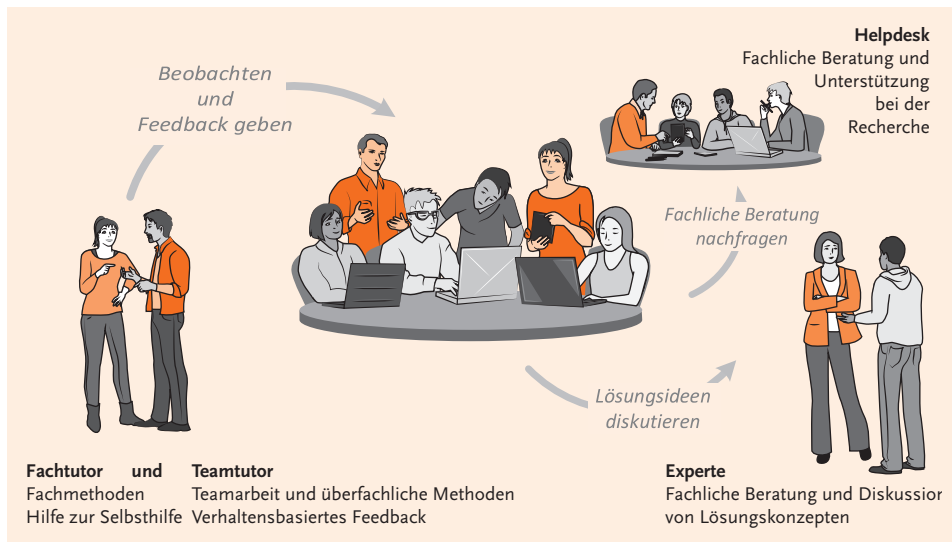 Helpdesk
Fachliche Beratung und
Unterstützung
bei der
Recherche
Beobachten
und
Feedback geben
Fachliche Beratung
nachfragen
Lösungsideen
diskutieren
Fachtutor und Teamtutor
Fachmethoden Teamarbeit und überfachliche Methoden
Hilfe zur Selbsthilfe Verhaltensbasiertes Feedback
Experte
Fachliche Beratung und Diskussion
von Lösungskonzepten